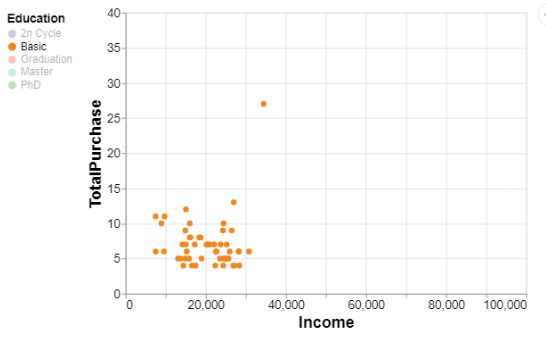 Education
2n Cycle
Basic
Graduation
Master
PhD
TotalPurchase
40
35
30
25
20
15
10
5
0
0 20,000 40,000 60,000 80,000 100,000
Income